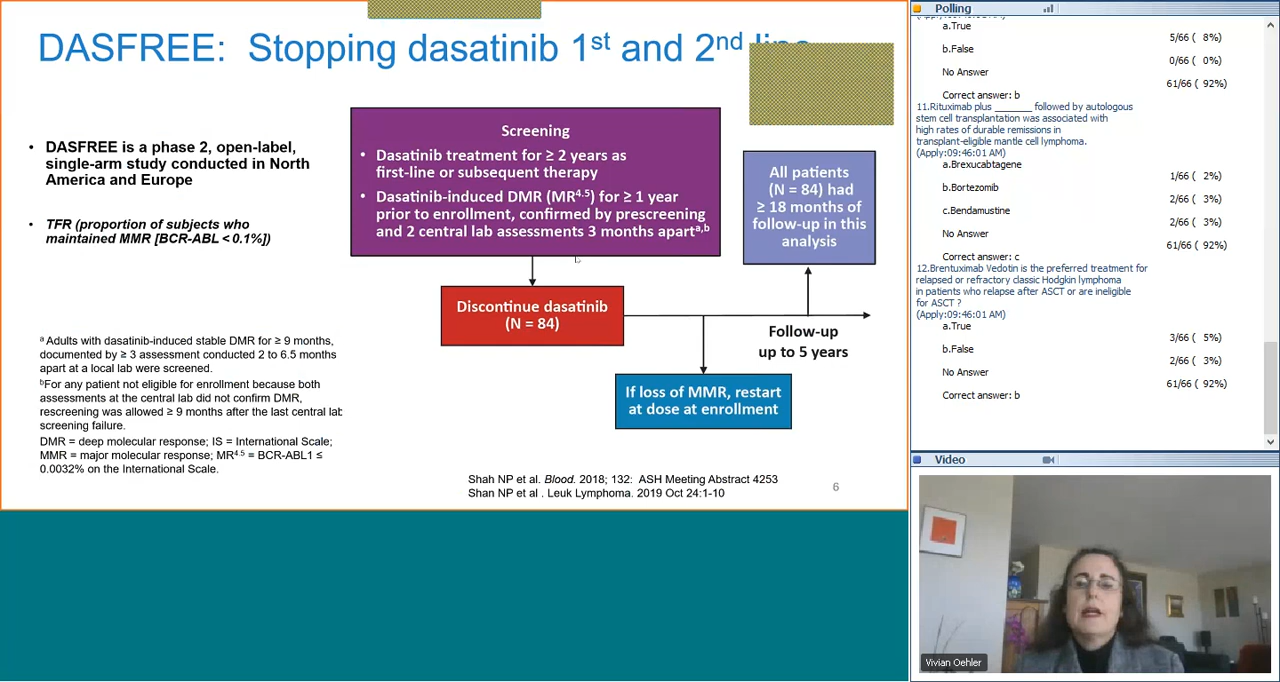 DASFREE: Stopping dasatinib 1st and 2nd line
• DASFREE is a phase 2, open-label,
single-arm study conducted in North
America and Europe
• TFR (proportion of subjects who
maintained MMR [BCR-ABL < 0.1%])
Screening
• Dasatinib treatment for ≥ 2 years as
first-line or subsequent therapy
• Dasatinib-induced DMR (MR4.5) for ≥ 1 year
prior to enrollment, confirmed by prescreening
and 2 central lab assessments 3 months aparta,b
All patients
(N = 84) had
≥ 18 months of
follow-up in this
analysis
Discontinue dasatinib
(N = 84)
Follow-up
up to 5 years
If loss of MMR, restart
at dose at enrollment
a Adults with dasatinib-induced stable DMR for ≥ 9 months,
documented by ≥ 3 assessment conducted 2 to 6.5 months
apart at a local lab were screened.
bFor any patient not eligible for enrollment because both
assessments at the central lab did not confirm DMR,
rescreening was allowed ≥ 9 months after the last central lab
screening failure.
DMR = deep molecular response; IS = International Scale;
MMR = major molecular response; MR4.5 = BCR-ABL1 ≤
0.0032% on the International Scale.
Shah NP et al. Blood. 2018; 132: ASH Meeting Abstract 4253
Shan NP et al . Leuk Lymphoma. 2019 Oct 24:1-10
6
Polling
a.True
5/66 ( 8%)
b.False
0/66 ( 0%)
No Answer
61/66 ( 92%)
Correct answer: b
11.Rituximab plus ______ followed by autologous
stem cell transplantation was associated with
high rates of durable remissions in
transplant-eligible mantle cell lymphoma.
(Apply:09:46:01 AM)
a.Brexucabtagene
1/66 ( 2%)
b.Bortezomib
2/66 ( 3%)
c.Bendamustine
2/66 ( 3%)
No Answer
61/66 ( 92%)
Correct answer: c
12.Brentuximab Vedotin is the preferred treatment for
relapsed or refractory classic Hodgkin lymphoma
in patients who relapse after ASCT or are ineligible
for ASCT ?
(Apply:09:46:01 AM)
a.True
3/66 ( 5%)
b.False
2/66 ( 3%)
No Answer
61/66 ( 92%)
Correct answer: b
Video
Vivian Oehler